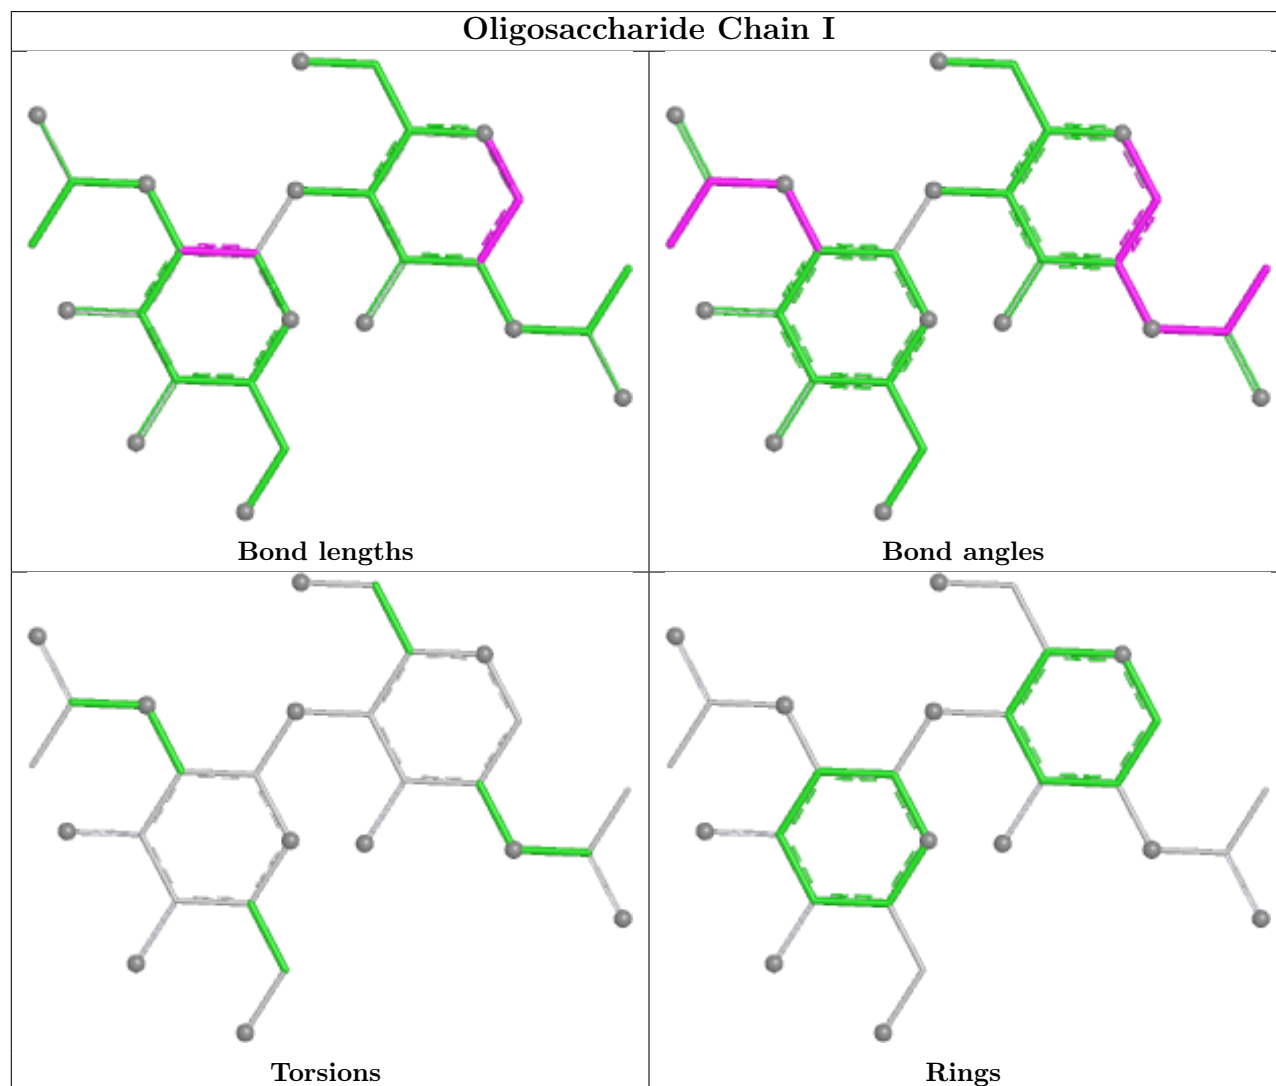 Oligosaccharide Chain I
Bond lengths
Bond angles
Torsions
Rings